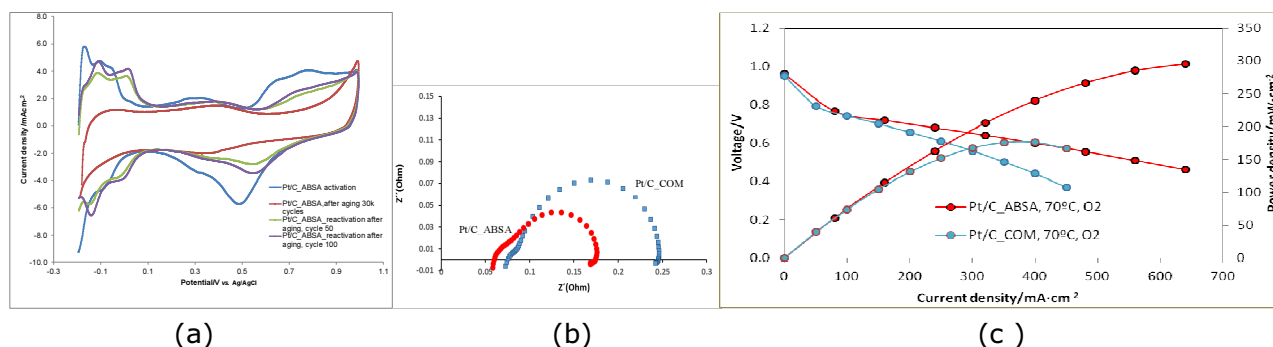 8.0
6.0
4.0
2.0
0.0
-2.0
-4.0
-6.0
-8.0
-10.0
Current density /mAcm-2
Pt/C_ABSA activation
Pt/C_ABSA,after aging 30k
cycles
Pt/C_ABSA_reactivation after
aging, cycle 50
Pt/C_ABSA_reactivation after
aging, cycle 100
-0.3 -0.1 0.1 0.3 0.5 0.7 0.9 1.1
Potential/V vs. Ag/AgCl
(a)
0.15
0.13
0.11
0.09
0.07
0.05
0.03
0.01
-0.01
Z´´(Ohm)
Pt/C_COM
Pt/C_ABSA
0 0.05 0.1 0.15 0.2 0.25 0.3
Z´(Ohm)
(b)
c
1.2
1.0
0.8
0.6
0.4
0.2
0.0
Voltage/V
350
300
250
200
150
100
50
0
Power density/mW·cm-2
Pt/C_ABSA, 70ºC, O2
Pt/C_COM, 70ºC, O2
0 100 200 300 400 500 600 700
Current density/mA·cm-2
(c )